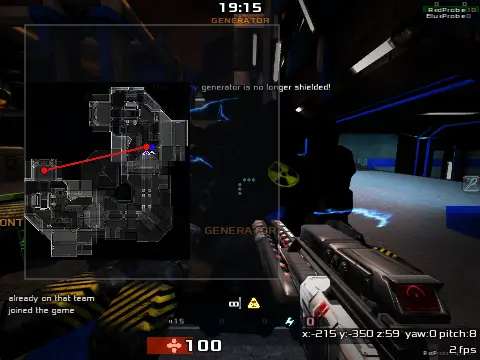 19:15
GENERATOR
RedProbe 10
BlueProbe 0
generator is no longer shielded!
ONT
GENERATOR
already on that team
joined the game
100
x:-215 y:-350 z:59 yaw:0 pitch:8
2 fps